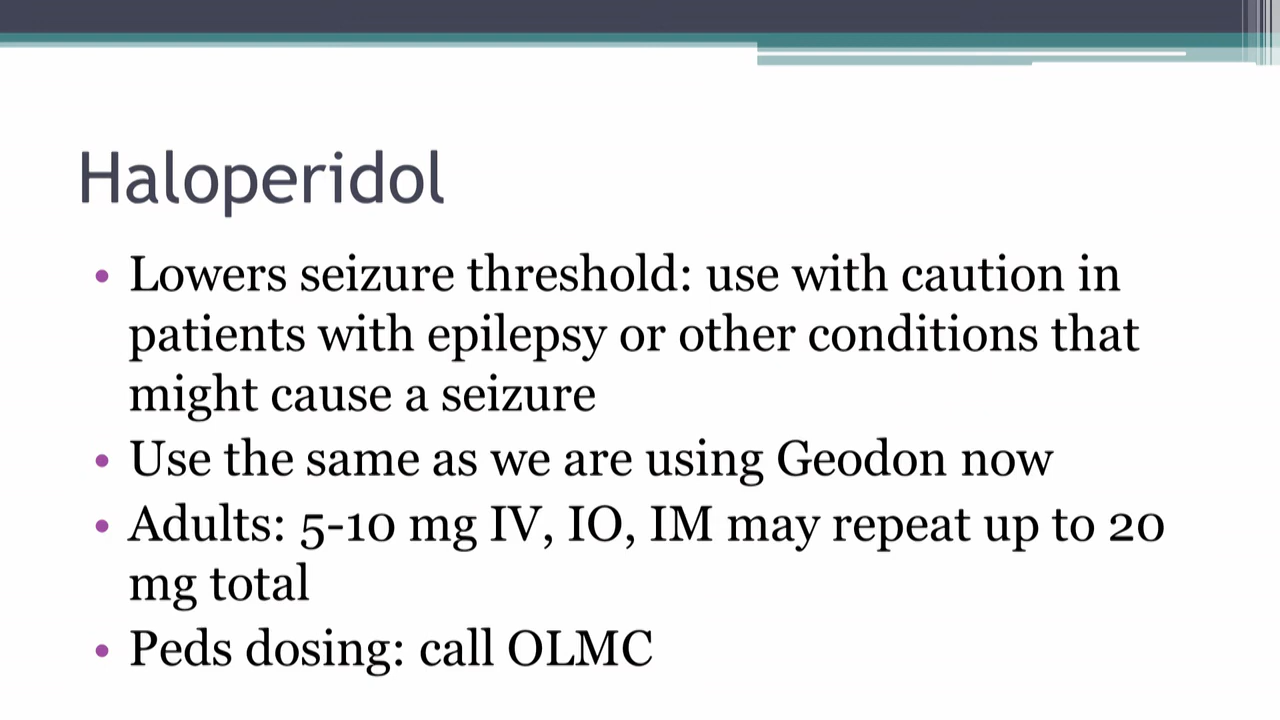 Haloperidol
• Lowers seizure threshold: use with caution in
patients with epilepsy or other conditions that
might cause a seizure
• Use the same as we are using Geodon now
• Adults: 5-10 mg IV, IO, IM may repeat up to 20
mg total
• Peds dosing: call OLMC